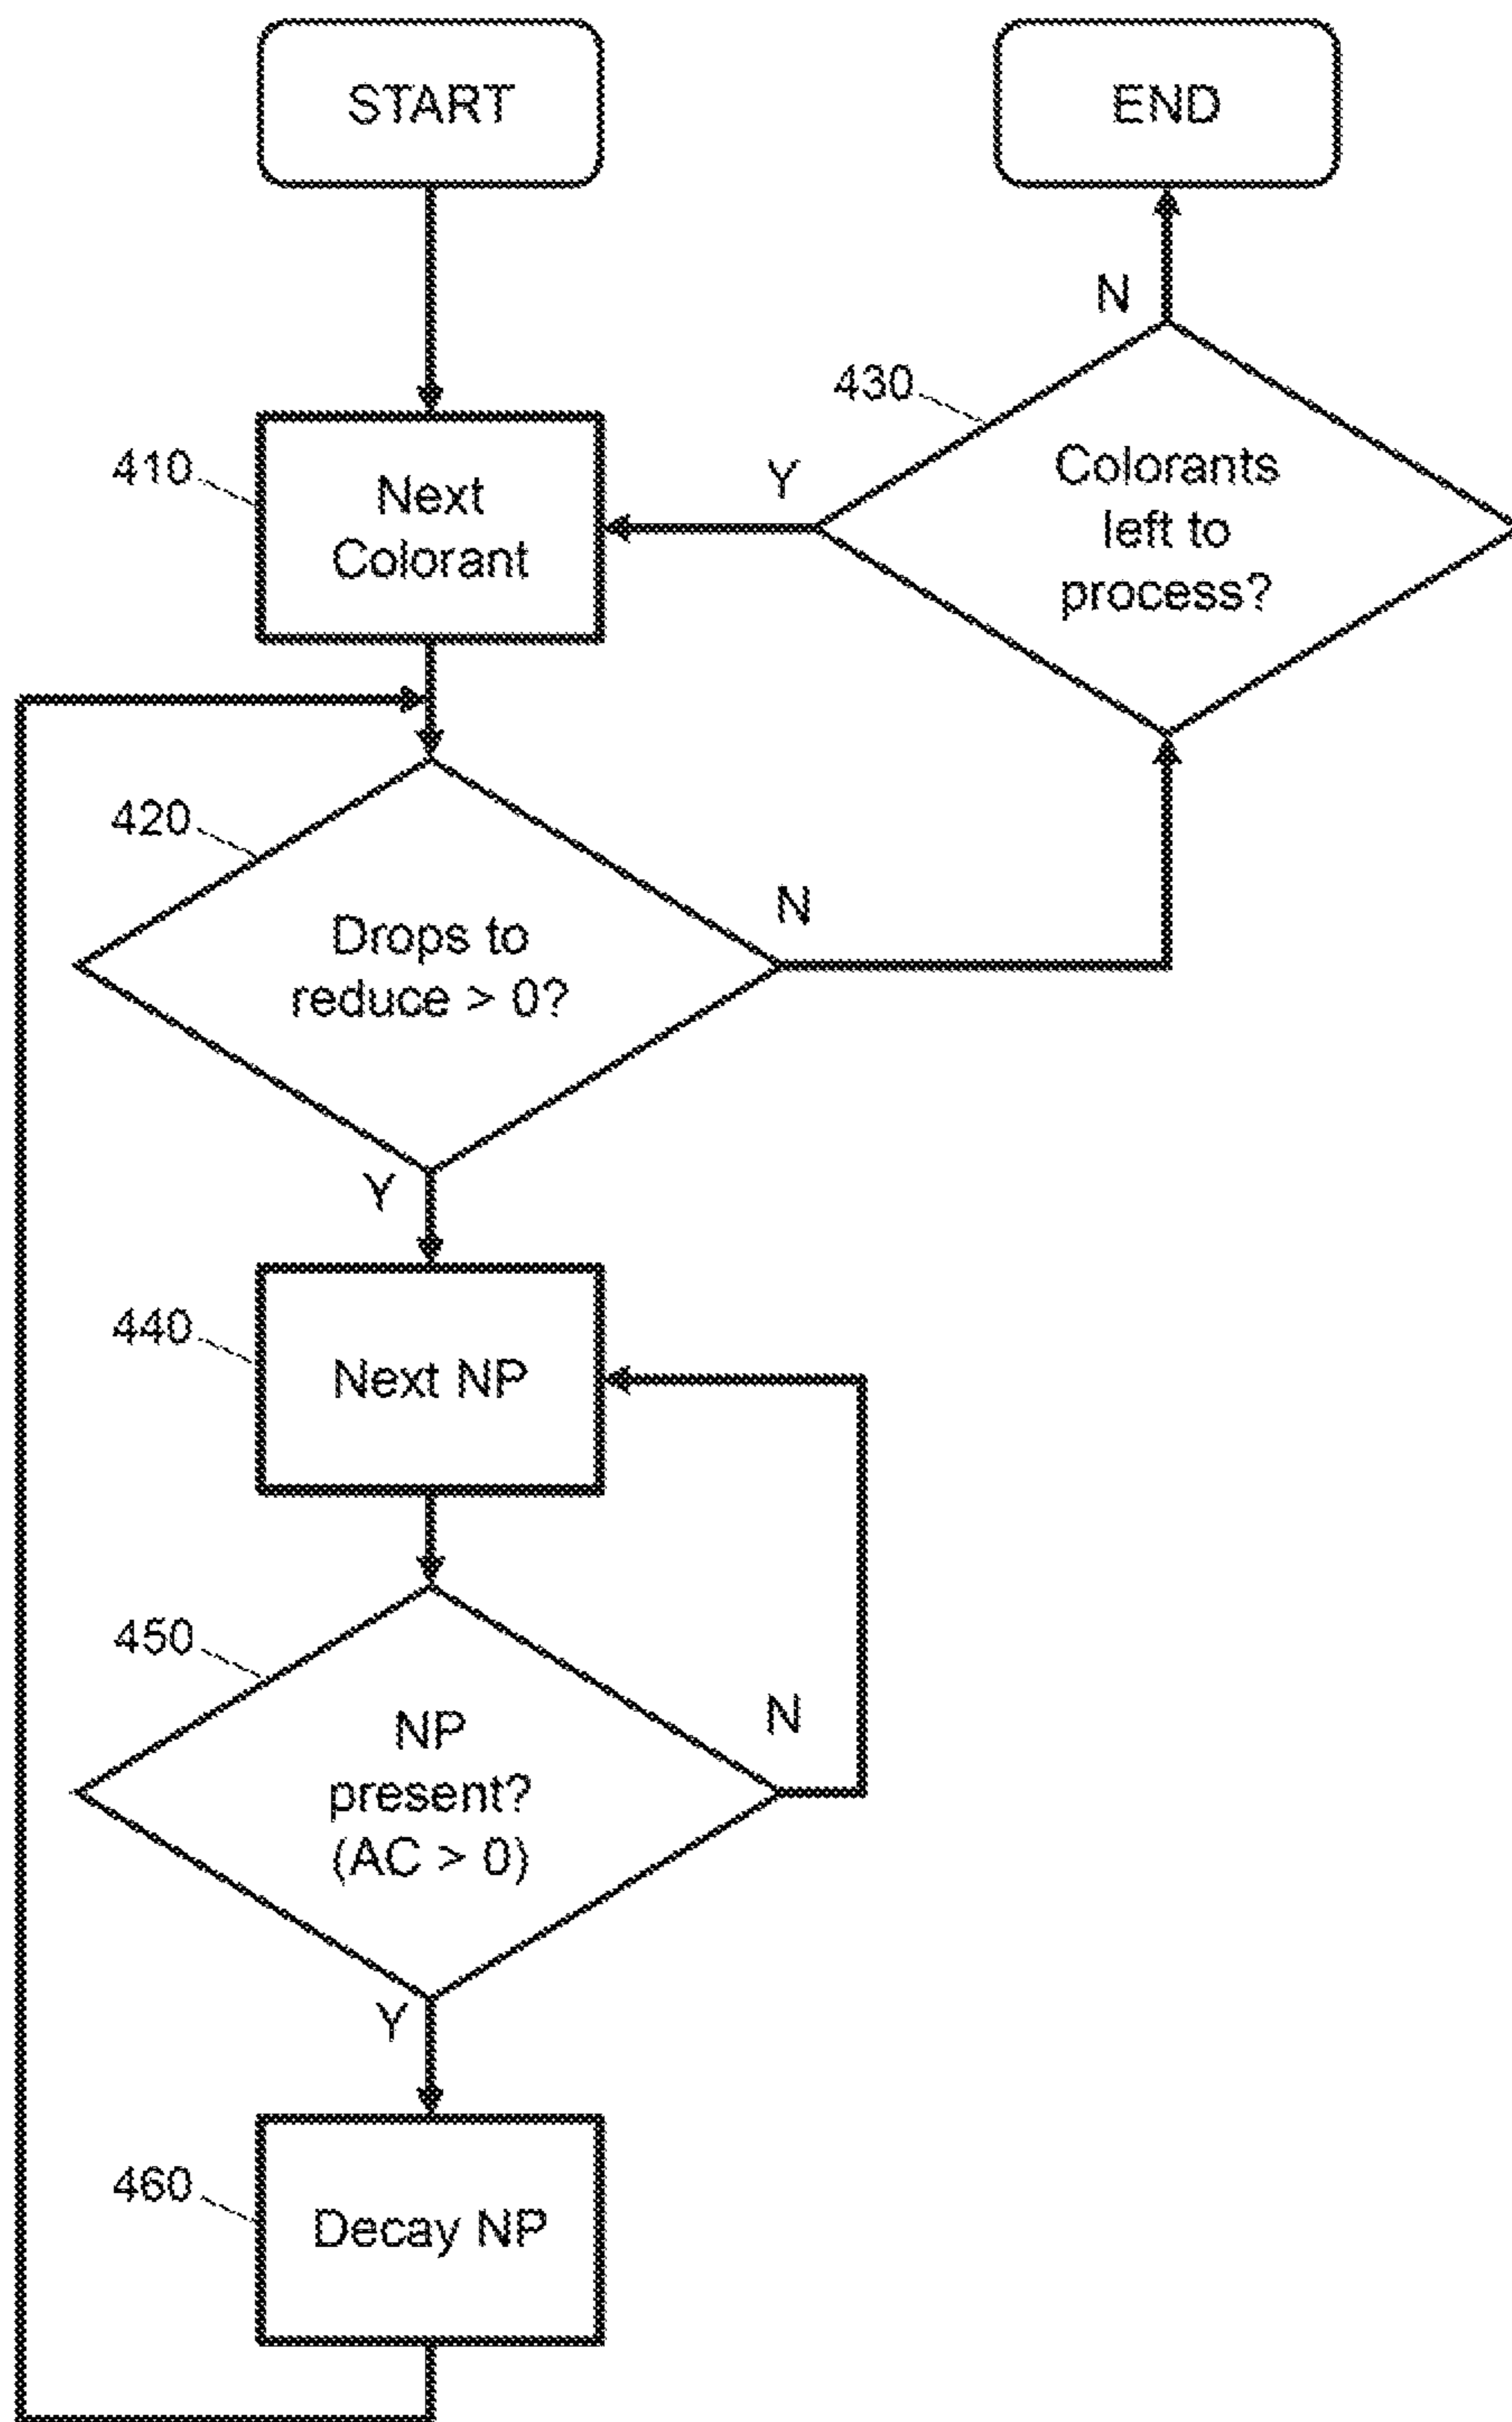 START
END
N
430
410
Next
Colorant
Y
Colorants
left to
process?
420
Drops to
reduce > 0?
N
Y
440
Next NP
450
NP
present?
(AC > 0)
N
Y
460
Decay NP